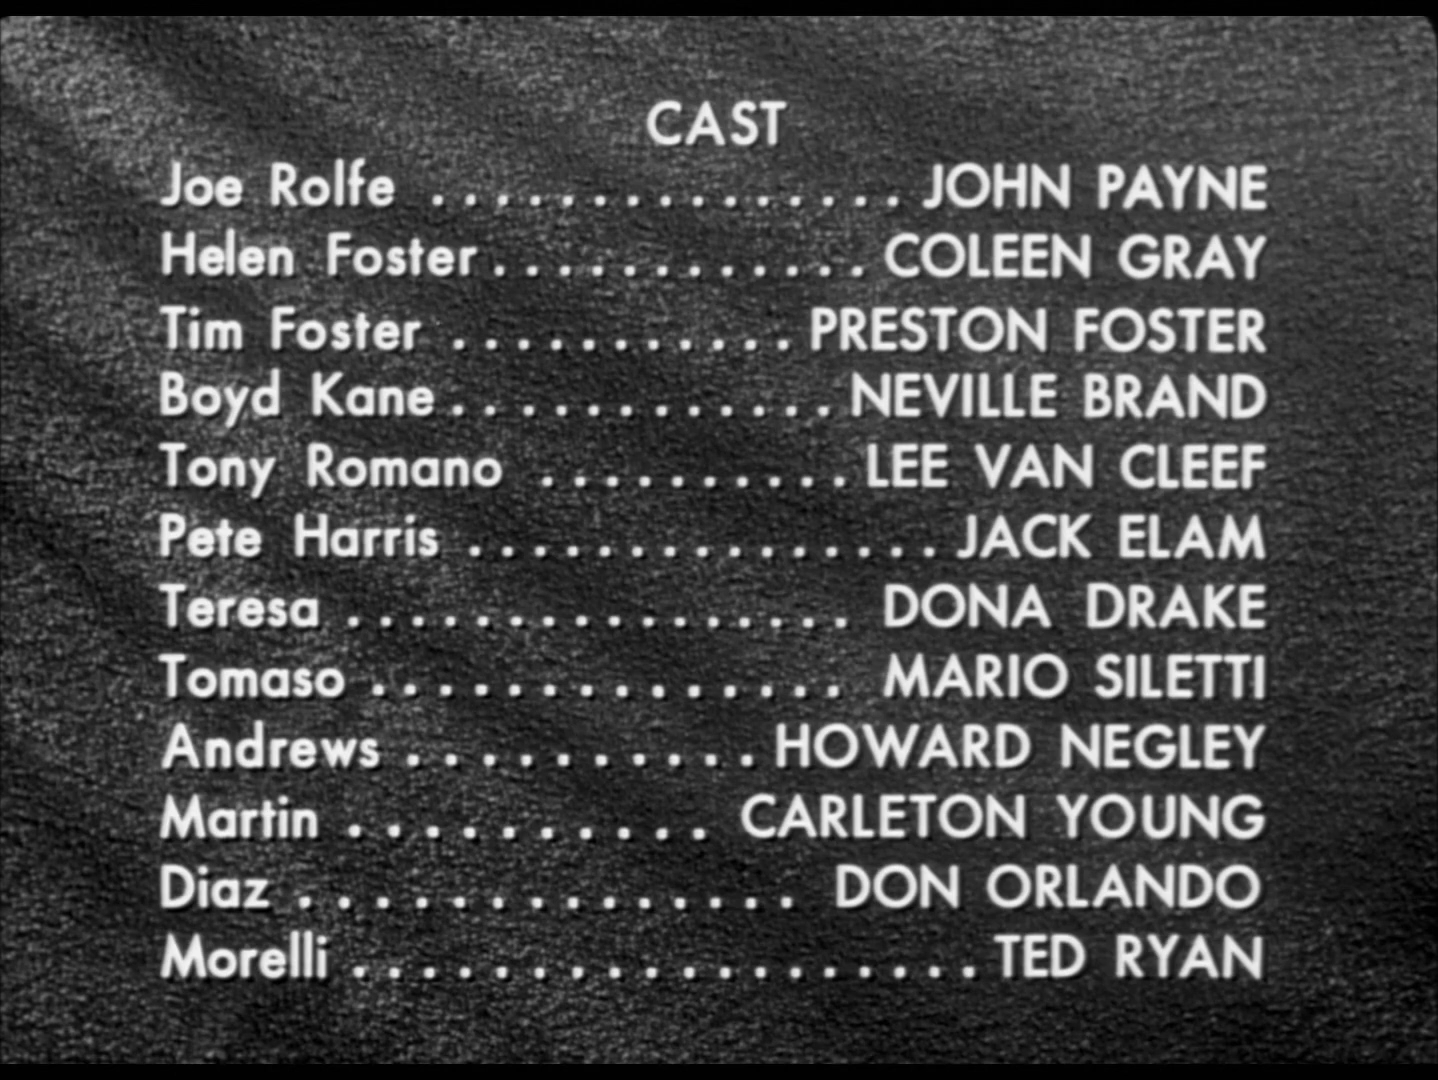 CAST
Joe Rolfe ............... JOHN PAYNE
Helen Foster ............ COLEEN GRAY
Tim Foster ........... PRESTON FOSTER
Boyd Kane ............ NEVILLE BRAND
Tony Romano .......... LEE VAN CLEEF
Pete Harris ............... JACK ELAM
Teresa ................ DONA DRAKE
Tomaso .............. MARIO SILETTI
Andrews ........... HOWARD NEGLEY
Martin ........... CARLETON YOUNG
Diaz ............... DON ORLANDO
Morelli .................... TED RYAN